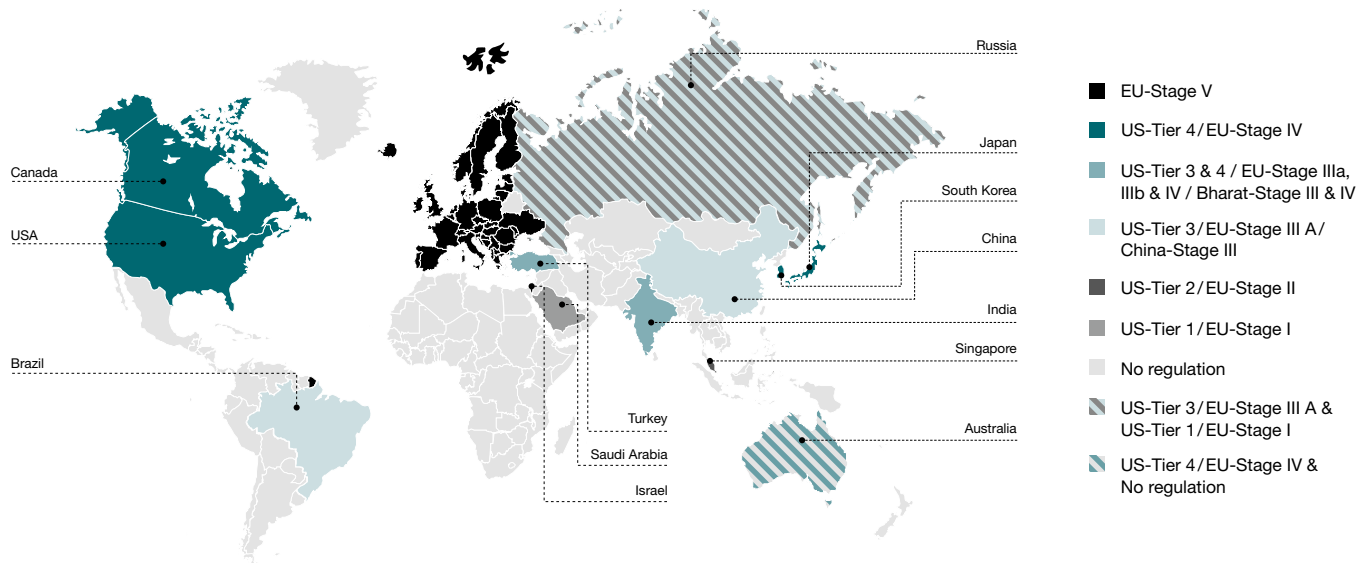 Russia
Japan
South Korea
China
India
Singapore
Australia
Canada
USA
Brazil
Turkey
Saudi Arabia
Israel
EU-Stage V
US-Tier 4/EU-Stage IV
US-Tier 3 & 4 / EU-Stage IIIa,
IIIb & IV / Bharat-Stage III & IV
US-Tier 3/EU-Stage III A/
China-Stage III
US-Tier 2/EU-Stage II
US-Tier 1/EU-Stage I
No regulation
US-Tier 3/EU-Stage III A &
US-Tier 1/EU-Stage I
US-Tier 4/EU-Stage IV &
No regulation